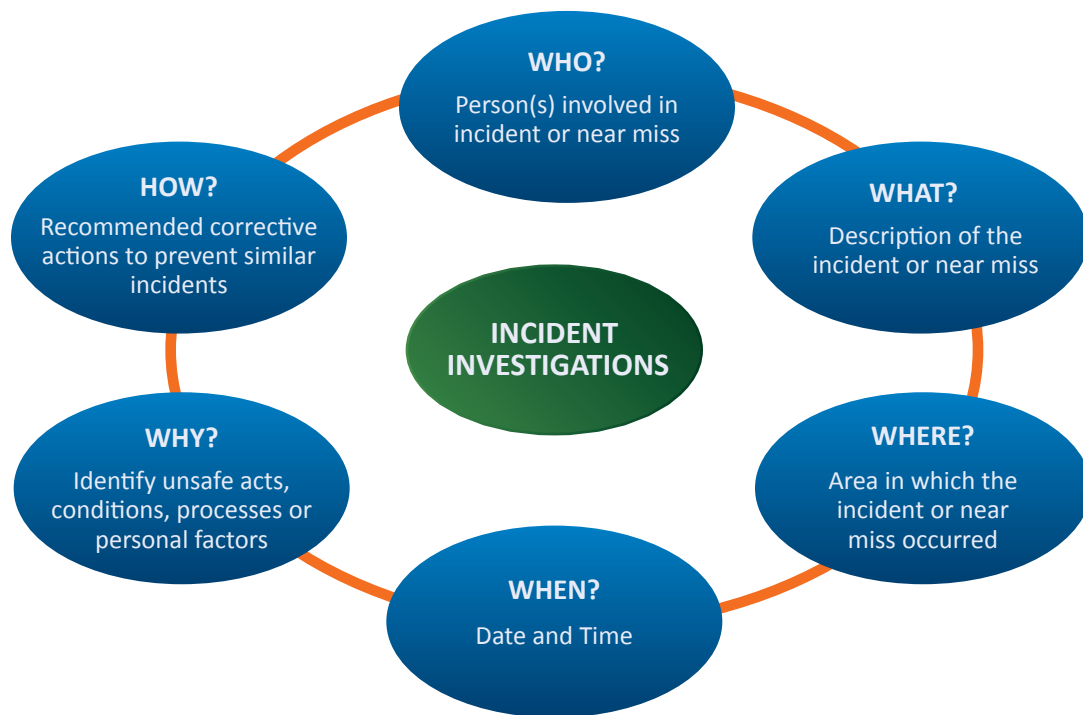 WHO?
Person(s) involved in
incident or near miss
WHAT?
Description of the
incident or near miss
WHERE?
Area in which the
incident or near
miss occurred
WHEN?
Date and Time
WHY?
Identify unsafe acts,
conditions, processes or
personal factors
HOW?
Recommended corrective
actions to prevent similar
incidents
INCIDENT
INVESTIGATIONS